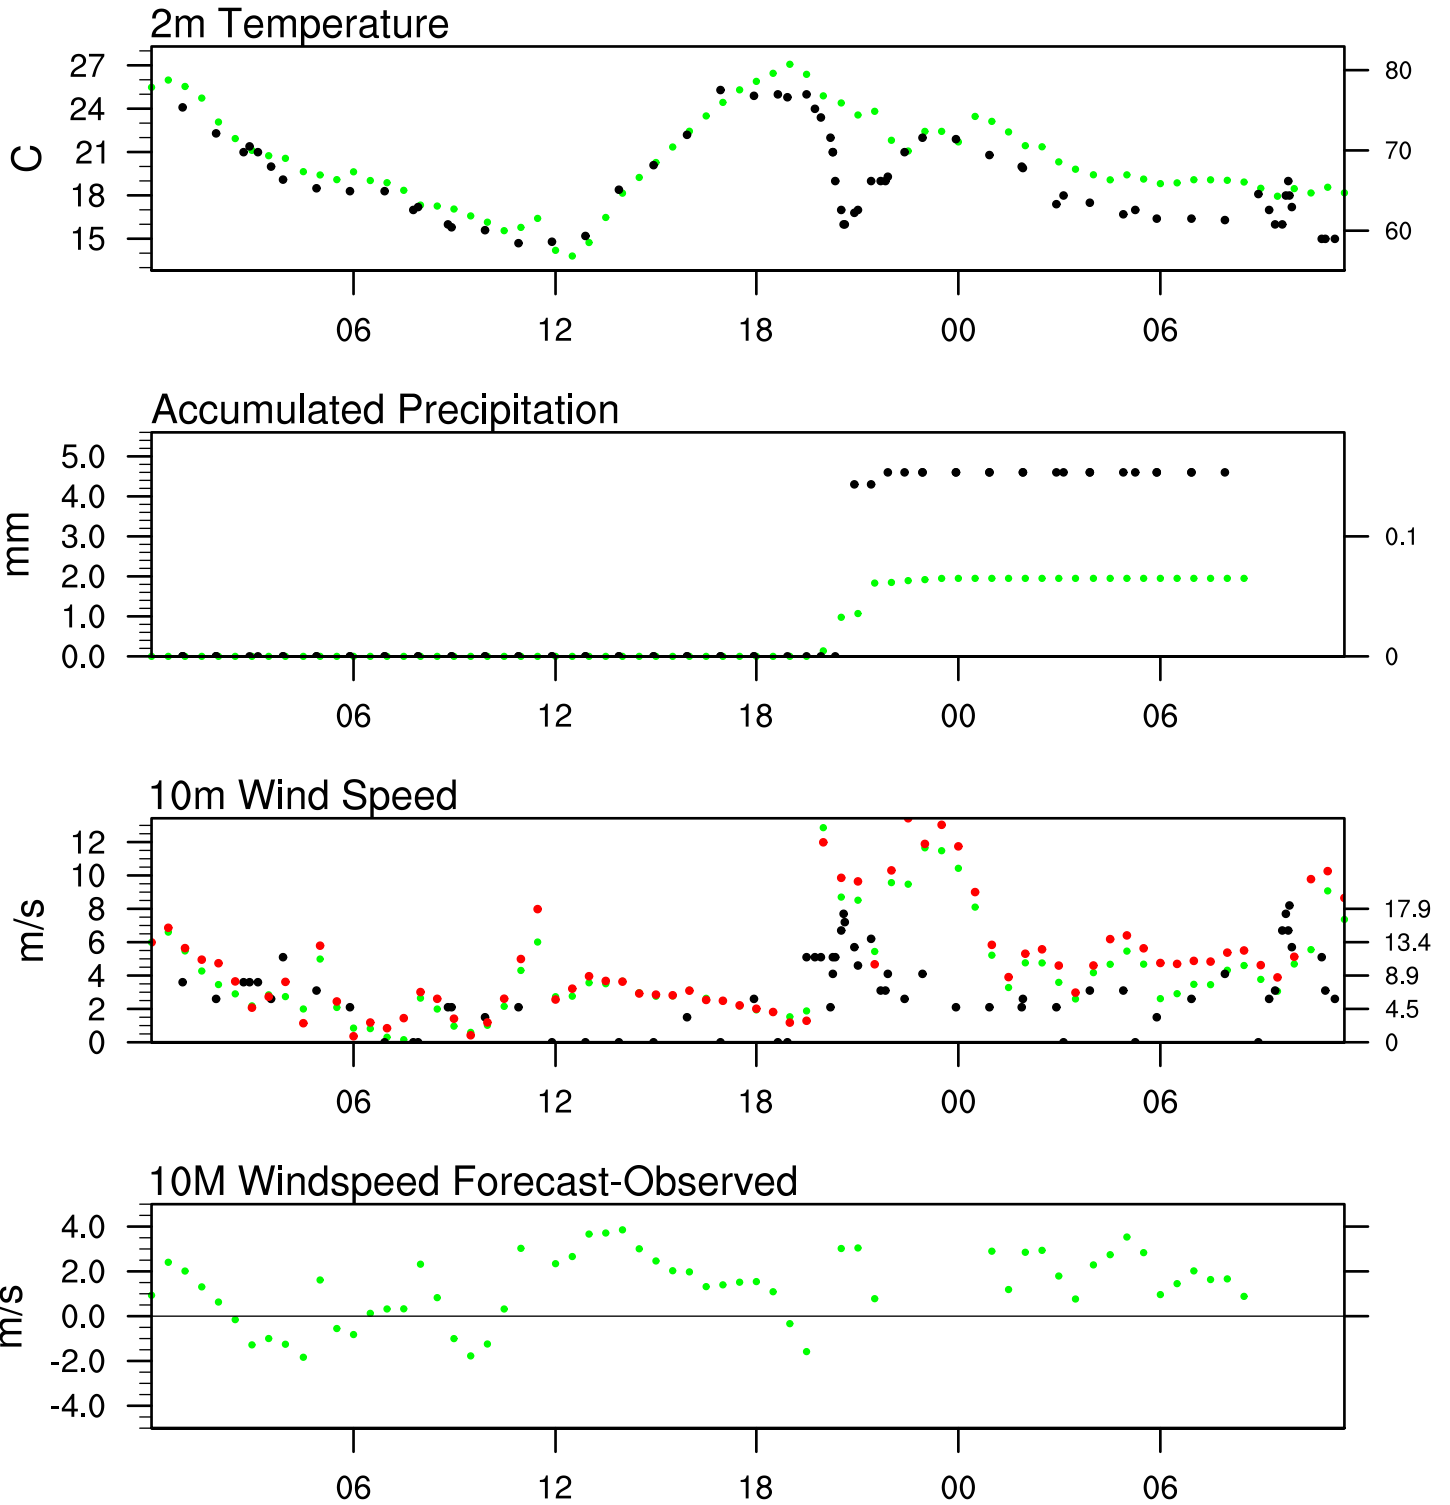 2m Temperature
27
24
21
18
15
C
80
70
60
06 12 18 00 06
Accumulated Precipitation
5.0
4.0
3.0
2.0
1.0
0.0
mm
0.1
0
06 12 18 00 06
10m Wind Speed
12
10
8
6
4
2
0
m/s
17.9
13.4
8.9
4.5
0
06 12 18 00 06
10M Windspeed Forecast-Observed
4.0
2.0
0.0
-2.0
-4.0
m/s
06 12 18 00 06